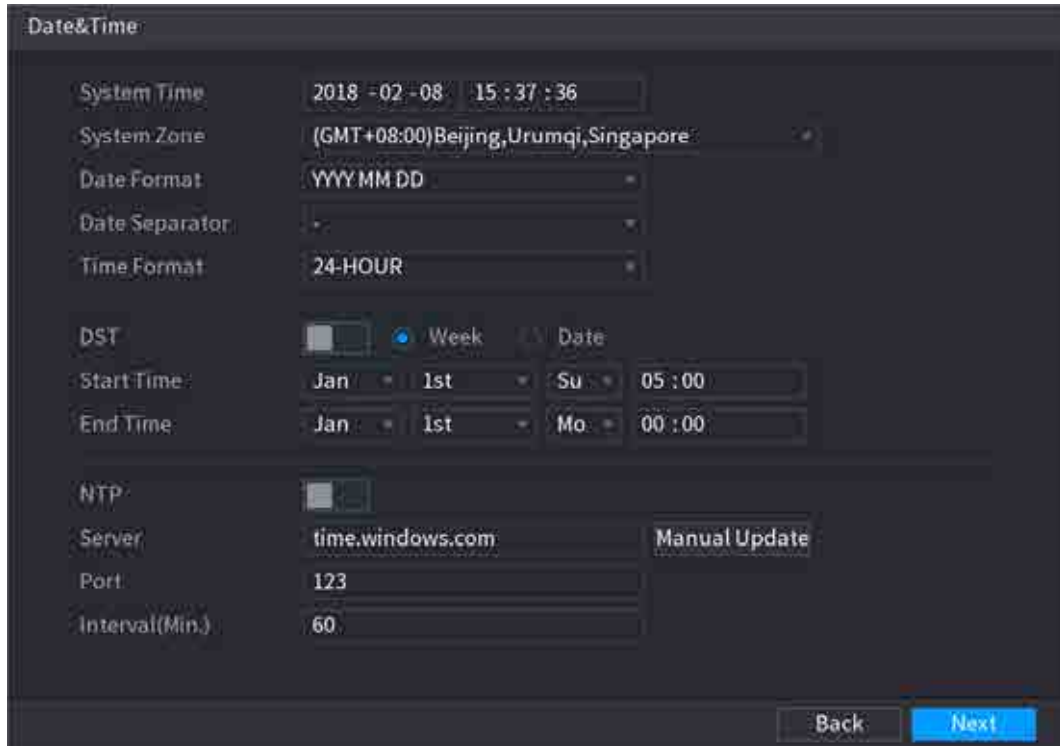 Date&Time
System Time 2018 - 02 - 08 15 : 37 : 36
System Zone (GMT+08:00)Beijing,Urumqi,Singapore
Date Format YYYY MM DD
Date Separator -
Time Format 24-HOUR
DST Week Date
Start Time Jan 1st Su 05 : 00
End Time Jan 1st Mo 00 : 00
NTP
Server time.windows.com Manual Update
Port 123
Interval(Min.) 60
Back Next